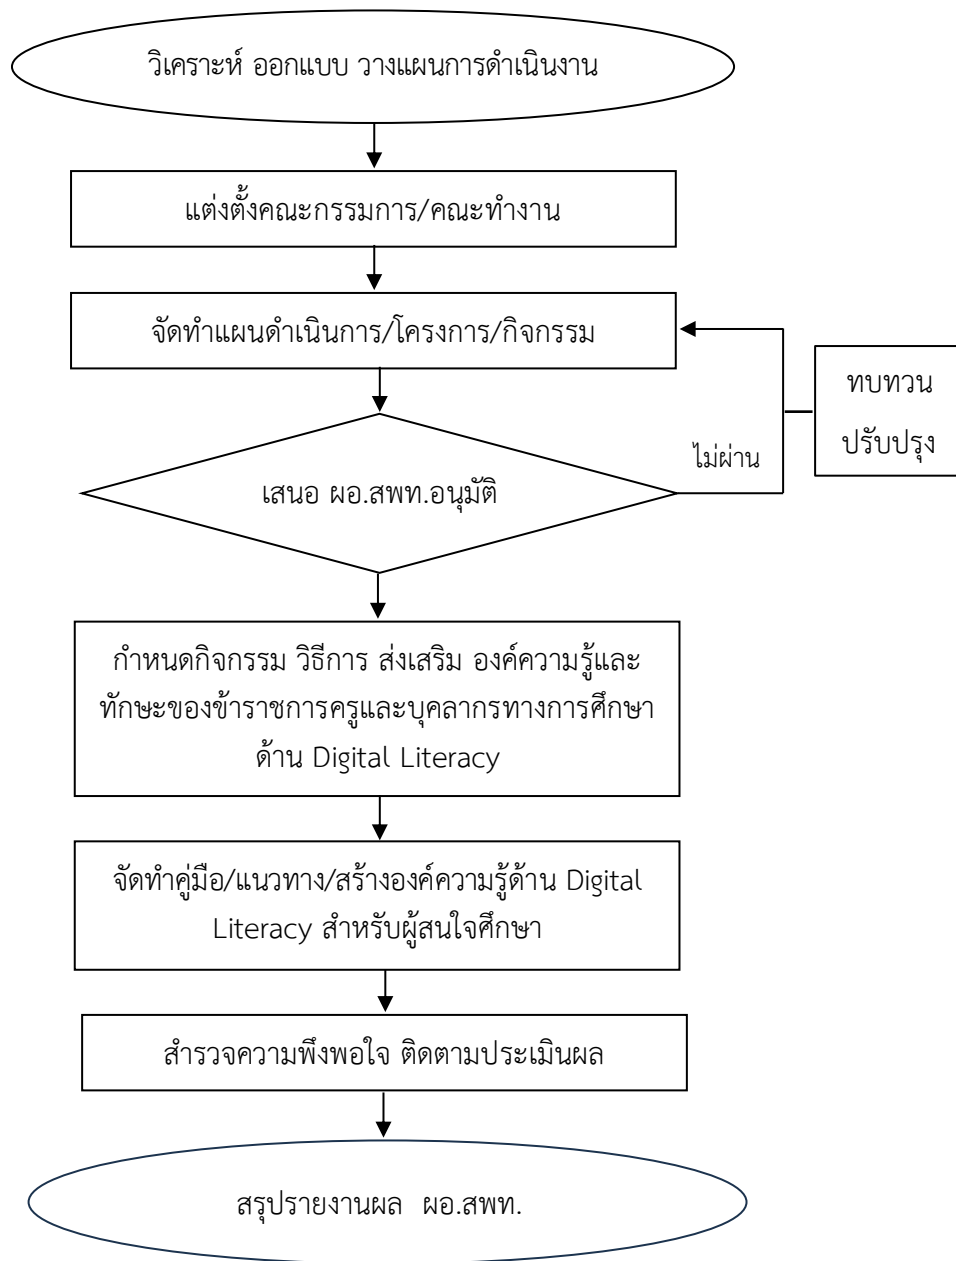 วิเคราะห์ ออกแบบ วางแผนการดำเนินงาน
แต่งตั้งคณะกรรมการ/คณะทำงาน
จัดทำแผนดำเนินการ/โครงการ/กิจกรรม
ทบทวน
ปรับปรุง
ไม่ผ่าน
เสนอ ผอ.สพท.อนุมัติ
กำหนดกิจกรรม วิธีการ ส่งเสริม องค์ความรู้และ
ทักษะของข้าราชการครูและบุคลากรทางการศึกษา
ด้าน Digital Literacy
จัดทำคู่มือ/แนวทาง/สร้างองค์ความรู้ด้าน Digital
Literacy สำหรับผู้สนใจศึกษา
สำรวจความพึงพอใจ ติดตามประเมินผล
สรุปรายงานผล  ผอ.สพท.